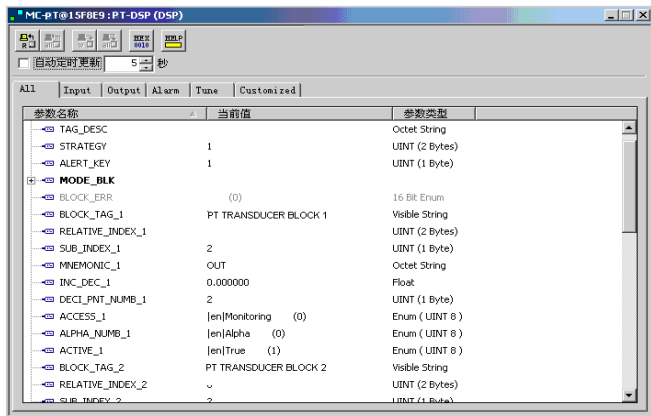 MC-PT@15F8E9:PT-DSP (DSP)
HEX 0010 HELP
自动定时更新 5 秒
All Input Output Alarm Tune Customized
参数名称 当前值 参数类型
TAG_DESC Octet String
STRATEGY 1 UINT (2 Bytes)
ALERT_KEY 1 UINT (1 Byte)
MODE_BLK
BLOCK_ERR (0) 16 Bit Enum
BLOCK_TAG_1 PT TRANSDUCER BLOCK 1 Visible String
RELATIVE_INDEX_1 UINT (2 Bytes)
SUB_INDEX_1 2 UINT (1 Byte)
MNEMONIC_1 OUT Octet String
INC_DEC_1 0.000000 Float
DECI_PNT_NUMB_1 2 UINT (1 Byte)
ACCESS_1 |en|Monitoring (0) Enum ( UINT 8 )
ALPHA_NUMB_1 |en|Alpha (0) Enum ( UINT 8 )
ACTIVE_1 |en|True (1) Enum ( UINT 8 )
BLOCK_TAG_2 PT TRANSDUCER BLOCK 2 Visible String
RELATIVE_INDEX_2 UINT (2 Bytes)
SUB_INDEX_2 2 UINT (1 Byte)